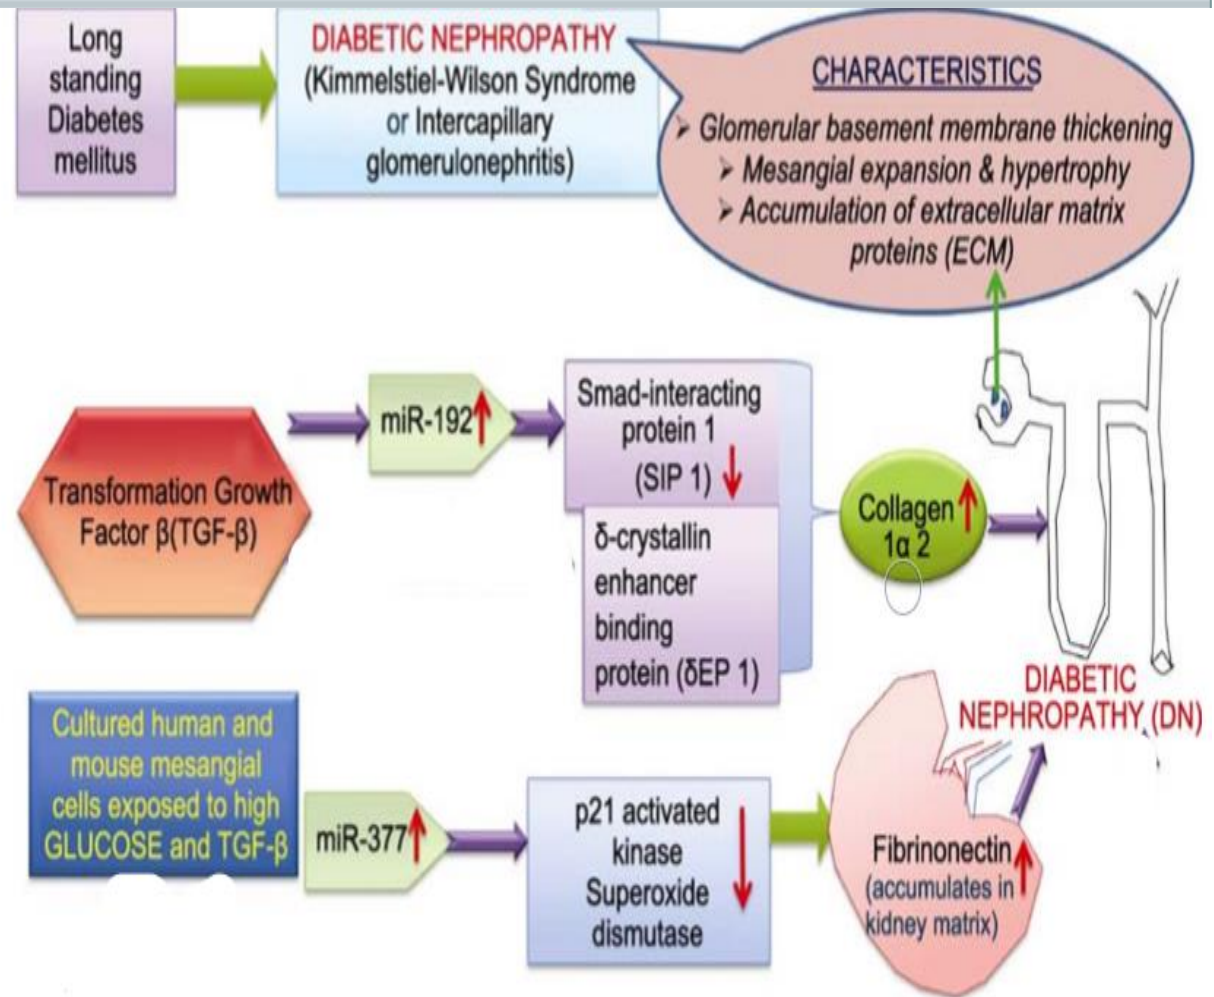 Long
standing
Diabetes
mellitus
DIABETIC NEPHROPATHY
(Kimmelstiel-Wilson Syndrome
or Intercapillary
glomerulonephritis)
CHARACTERISTICS
➢ Glomerular basement membrane thickening
➢ Mesangial expansion & hypertrophy
➢ Accumulation of extracellular matrix
proteins (ECM)
Transformation Growth
Factor β(TGF-β)
miR-192
Smad-interacting
protein 1
(SIP 1)
δ-crystallin
enhancer
binding
protein (δEP 1)
Collagen
1α 2
DIABETIC
NEPHROPATHY (DN)
Cultured human and
mouse mesangial
cells exposed to high
GLUCOSE and TGF-β
miR-377
p21 activated
kinase
Superoxide
dismutase
Fibrinonectin
(accumulates in
kidney matrix)